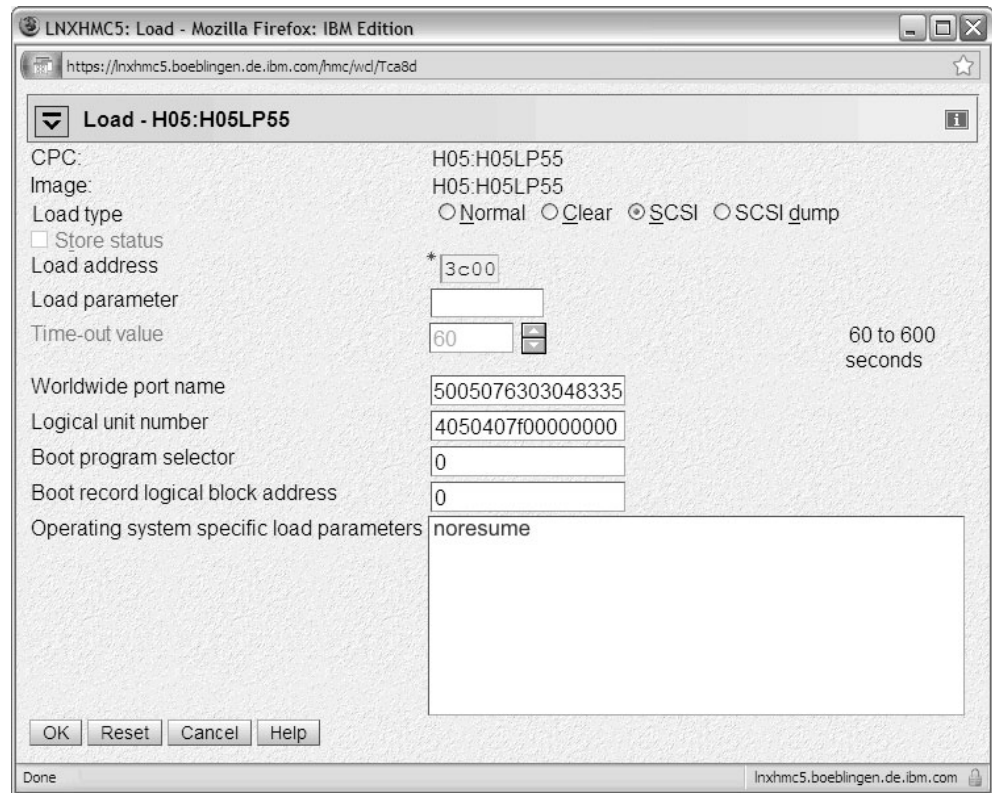 LNXHMC5: Load - Mozilla Firefox: IBM Edition
https://lnxhmc5.boeblingen.de.ibm.com/hmc/wcl/Tca8d
Load - H05:H05LP55
CPC: H05:H05LP55
Image: H05:H05LP55
Load type Normal Clear SCSI SCSI dump
Store status
Load address * 3c00
Load parameter
Time-out value 60 60 to 600
seconds
Worldwide port name 5005076303048335
Logical unit number 4050407f00000000
Boot program selector 0
Boot record logical block address 0
Operating system specific load parameters noresume
OK Reset Cancel Help
Done lnxhmc5.boeblingen.de.ibm.com